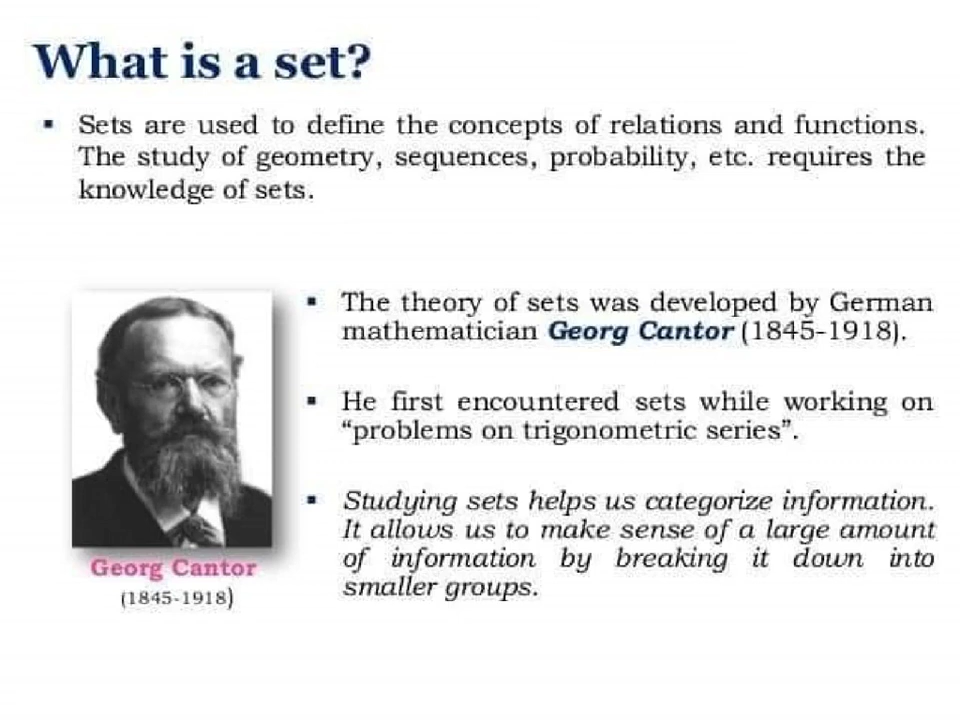 What is a set?
▪ Sets are used to define the concepts of relations and functions.
The study of geometry, sequences, probability, etc. requires the
knowledge of sets.
▪ The theory of sets was developed by German
mathematician Georg Cantor (1845-1918).
▪ He first encountered sets while working on
“problems on trigonometric series”.
▪ Studying sets helps us categorize information.
It allows us to make sense of a large amount
of information by breaking it down into
smaller groups.
Georg Cantor
(1845-1918)